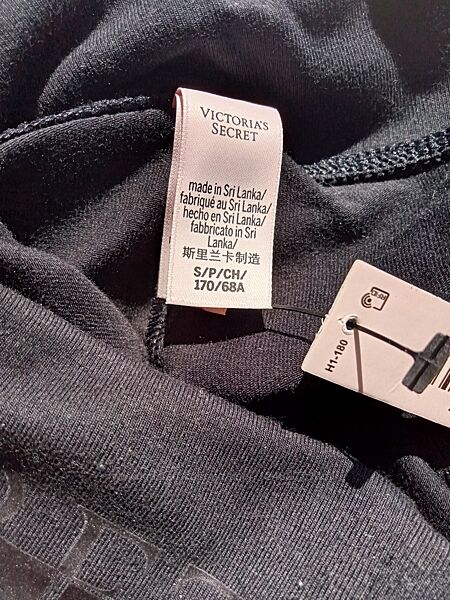 VICTORIA'S
SECRET
made in Sri Lanka/
fabriqué au Sri Lanka/
hecho en Sri Lanka/
fabbricato in Sri
Lanka/
斯里兰卡制造
S/P/CH/
170/68A
H1-180